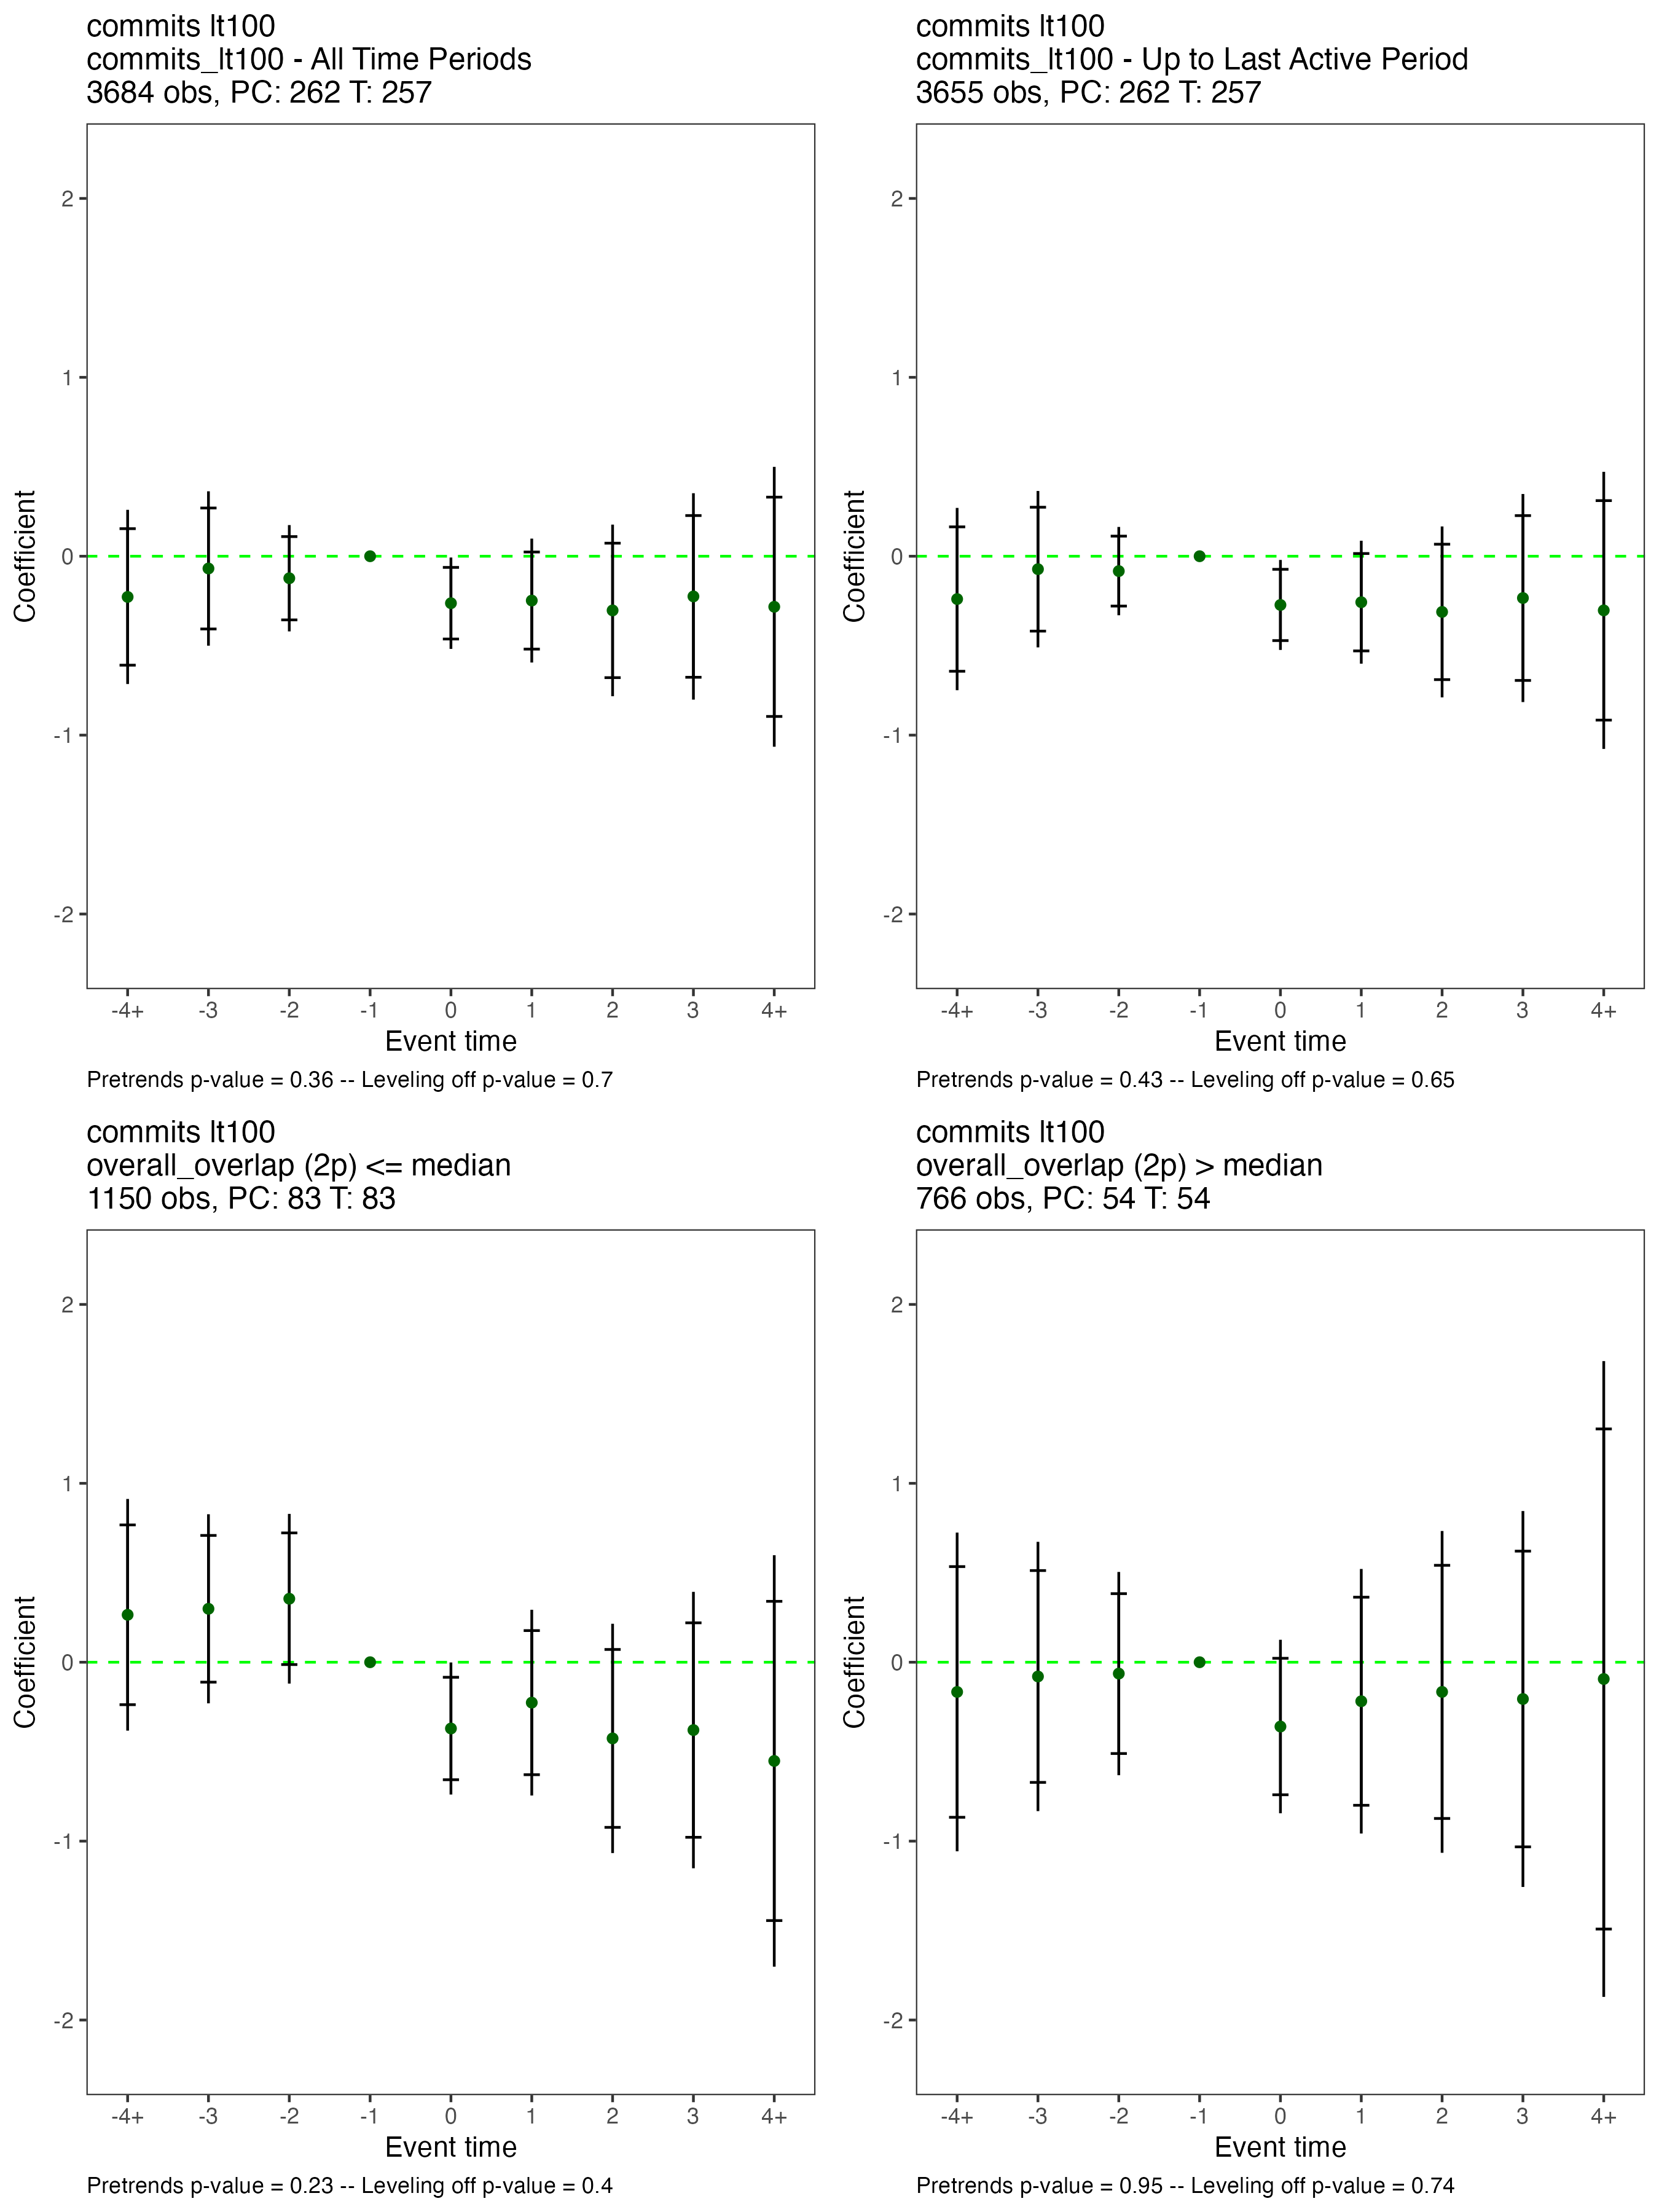 commits lt100
commits_lt100 - All Time Periods
3684 obs, PC: 262 T: 257
2
1
0
-1
-2
Coefficient
-4+ -3 -2 -1 0 1 2 3 4+
Event time
Pretrends p-value = 0.36 -- Leveling off p-value = 0.7
commits lt100
commits_lt100 - Up to Last Active Period
3655 obs, PC: 262 T: 257
2
1
0
-1
-2
Coefficient
-4+ -3 -2 -1 0 1 2 3 4+
Event time
Pretrends p-value = 0.43 -- Leveling off p-value = 0.65
commits lt100
overall_overlap (2p) <= median
1150 obs, PC: 83 T: 83
2
1
0
-1
-2
Coefficient
-4+ -3 -2 -1 0 1 2 3 4+
Event time
Pretrends p-value = 0.23 -- Leveling off p-value = 0.4
commits lt100
overall_overlap (2p) > median
766 obs, PC: 54 T: 54
2
1
0
-1
-2
Coefficient
-4+ -3 -2 -1 0 1 2 3 4+
Event time
Pretrends p-value = 0.95 -- Leveling off p-value = 0.74